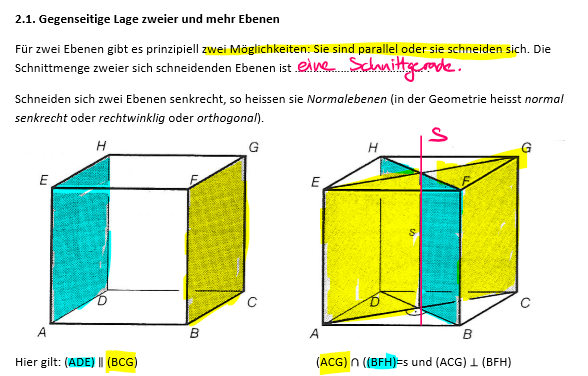 2.1. Gegenseitige Lage zweier und mehr Ebenen
Für zwei Ebenen gibt es prinzipiell zwei Möglichkeiten: Sie sind parallel oder sie schneiden sich. Die
Schnittmenge zweier sich schneidenden Ebenen ist eine Schnittgerade.
Schneiden sich zwei Ebenen senkrecht, so heissen sie Normalebenen (in der Geometrie heisst normal
senkrecht oder rechtwinklig oder orthogonal).
H G E F D C A B
S
H G E F s D C A B
Hier gilt: (ADE) ∥ (BCG)
(ACG) ∩ ((BFH)=s und (ACG) ⊥ (BFH)